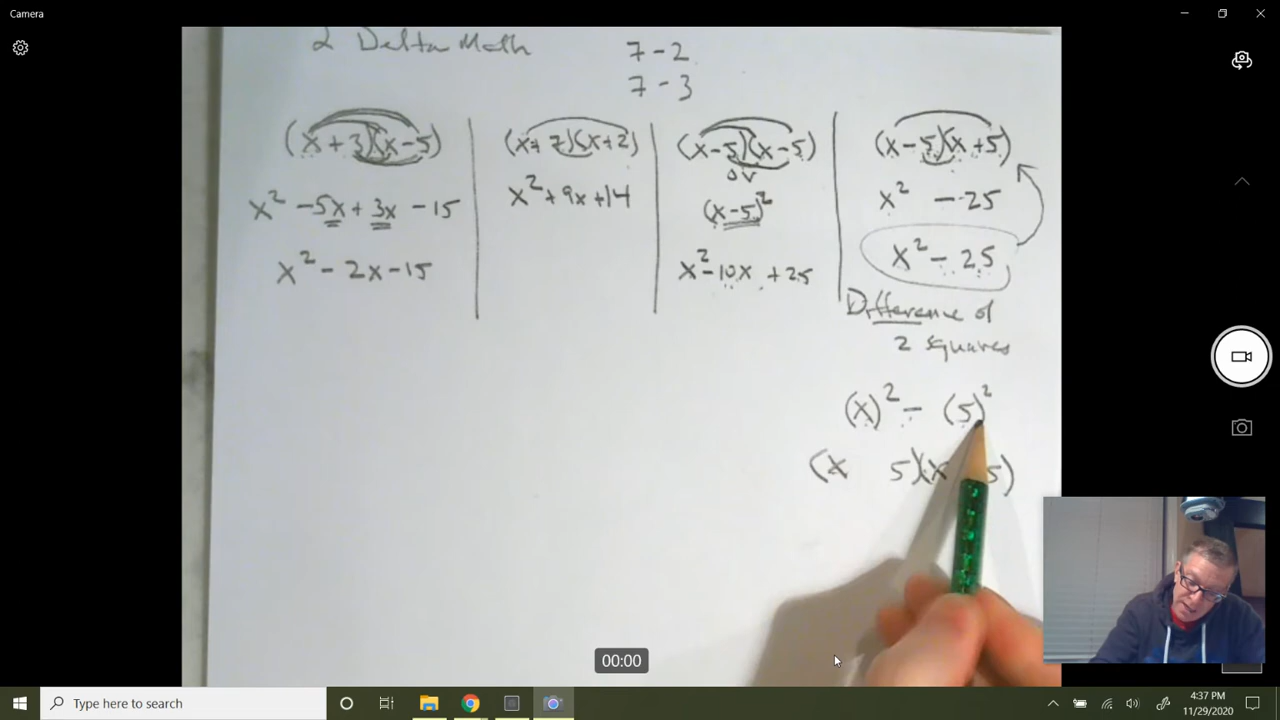 Camera
2 Delta Math
7-2
7-3
(x+3)(x-5)
x² -5x+3x -15
x² - 2x -15
(x+7)(x+2)
x² +9x+14
(x-5)(x-5)
or
(x-5)²
x² -10x +25
(x-5)(x+5)
x² - 25
x² - 25
Difference of
2 squares
(x)² - (5)²
(x 5)(x 5)
00:00
Type here to search
4:37 PM
11/29/2020